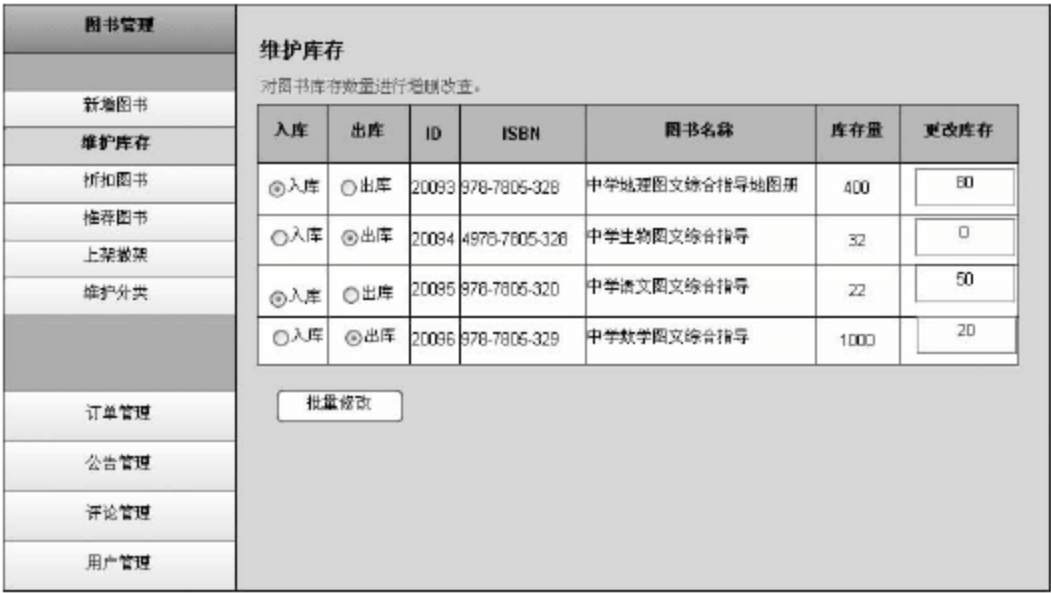 图书管理
新增图书
维护库存
折扣图书
推荐图书
上架撤架
维护分类
订单管理
公告管理
评论管理
用户管理
维护库存
对图书库存数量进行增删改查。
入库 出库 ID ISBN 图书名称 库存量 更改库存
入库 出库 20093 978-7805-328 中学地理图文综合指导地图册 400 80
入库 出库 20094 4978-7805-328 中学生物图文综合指导 32 0
入库 出库 20095 978-7805-320 中学语文图文综合指导 22 50
入库 出库 20096 978-7805-329 中学数学图文综合指导 1000 20
批量修改